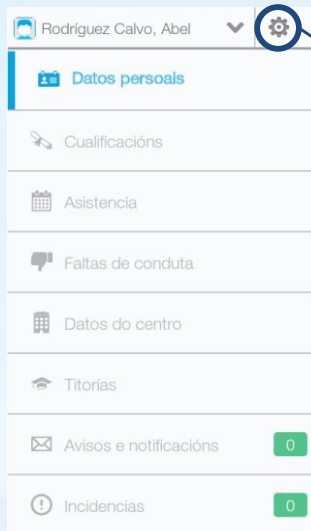 Rodríguez Calvo, Abel
Datos persoais
Cualificacións
Asistencia
Faltas de conduta
Datos do centro
Titorías
Avisos e notificacións 0
Incidencias 0